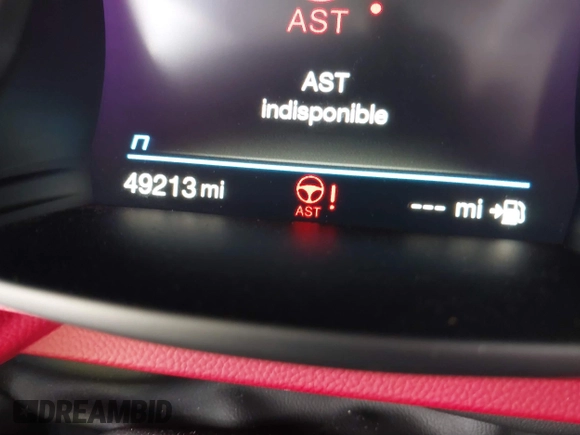 AST
AST
indisponible
n
49213 mi
AST !
--- mi
DREAMBID